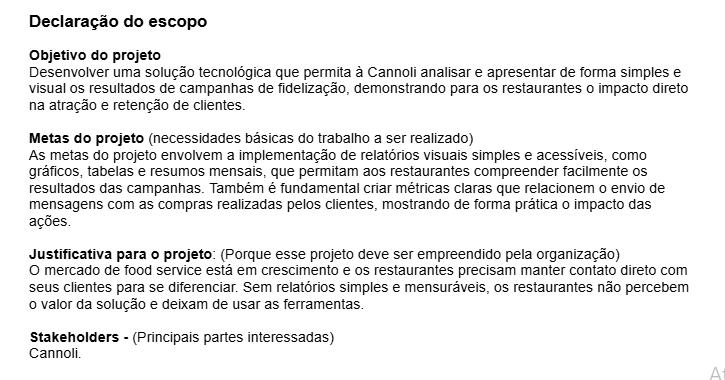 Declaração do escopo
Objetivo do projeto
Desenvolver uma solução tecnológica que permita à Cannoli analisar e apresentar de forma simples e
visual os resultados de campanhas de fidelização, demonstrando para os restaurantes o impacto direto
na atração e retenção de clientes.
Metas do projeto (necessidades básicas do trabalho a ser realizado)
As metas do projeto envolvem a implementação de relatórios visuais simples e acessíveis, como
gráficos, tabelas e resumos mensais, que permitam aos restaurantes compreender facilmente os
resultados das campanhas. Também é fundamental criar métricas claras que relacionem o envio de
mensagens com as compras realizadas pelos clientes, mostrando de forma prática o impacto das
ações.
Justificativa para o projeto: (Porque esse projeto deve ser empreendido pela organização)
O mercado de food service está em crescimento e os restaurantes precisam manter contato direto com
seus clientes para se diferenciar. Sem relatórios simples e mensuráveis, os restaurantes não percebem
o valor da solução e deixam de usar as ferramentas.
Stakeholders - (Principais partes interessadas)
Cannoli.